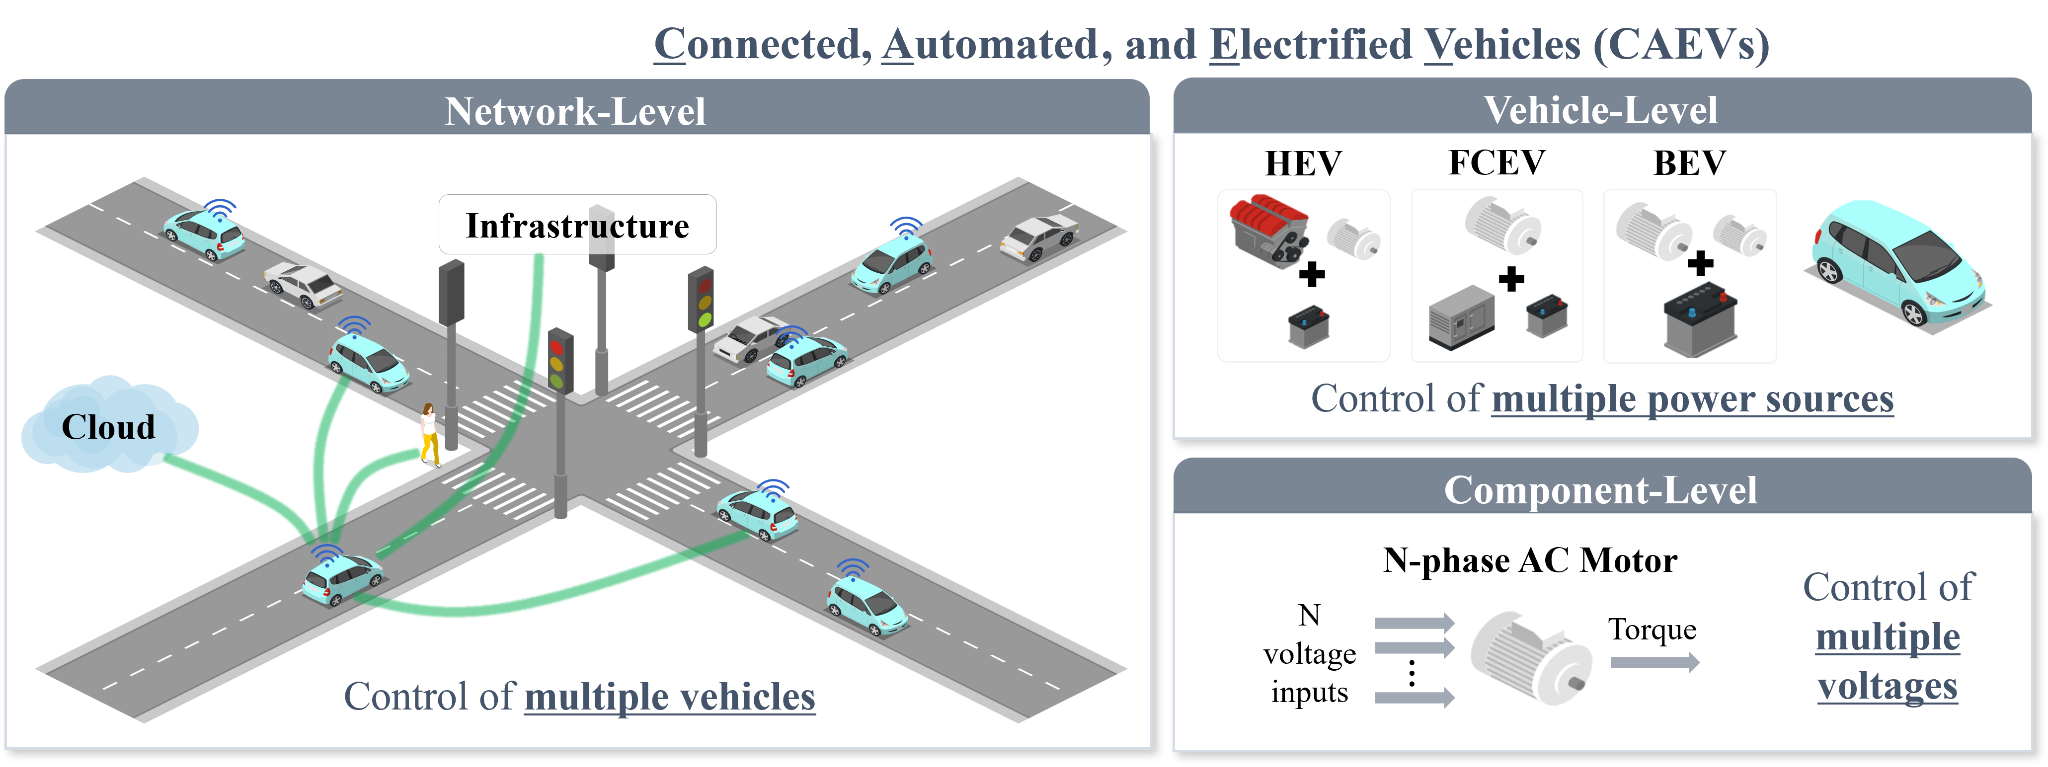 Connected, Automated, and Electrified Vehicles (CAEVs)
Network-Level
Infrastructure
Cloud
Control of multiple vehicles
Vehicle-Level
HEV
FCEV
BEV
Control of multiple power sources
Component-Level
N-phase AC Motor
N
voltage
inputs
Torque
Control of
multiple
voltages